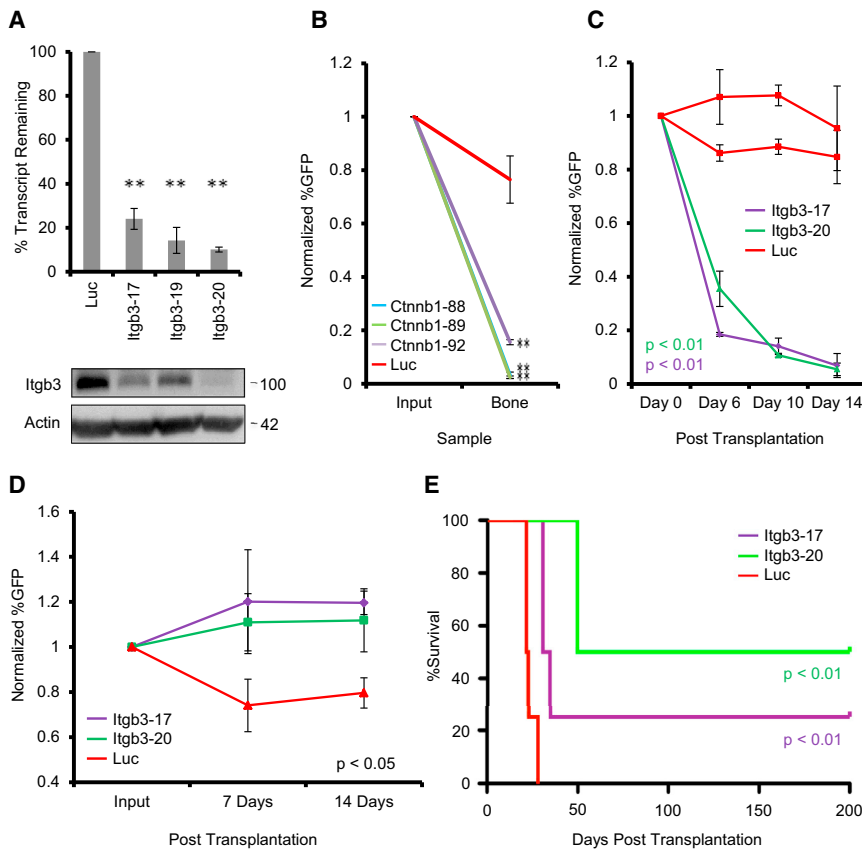 A
% Transcript Remaining
100
80
60
40
20
0
** ** **
Luc
Itgb3-17
Itgb3-19
Itgb3-20
Itgb3
~100
Actin
~42
B
Normalized %GFP
1.2
1
0.8
0.6
0.4
0.2
0
Ctnnb1-88
Ctnnb1-89
Ctnnb1-92
Luc
**
**
**
Input Bone
Sample
C
Normalized %GFP
1.2
1
0.8
0.6
0.4
0.2
0
Itgb3-17
Itgb3-20
Luc
p < 0.01
p < 0.01
Day 0 Day 6 Day 10 Day 14
Post Transplantation
D
Normalized %GFP
1.6
1.4
1.2
1
0.8
0.6
0.4
Itgb3-17
Itgb3-20
Luc
p < 0.05
Input 7 Days 14 Days
Post Transplantation
E
%Survival
100
80
60
40
20
0
Itgb3-17
Itgb3-20
Luc
p < 0.01
p < 0.01
0 50 100 150 200
Days Post Transplantation